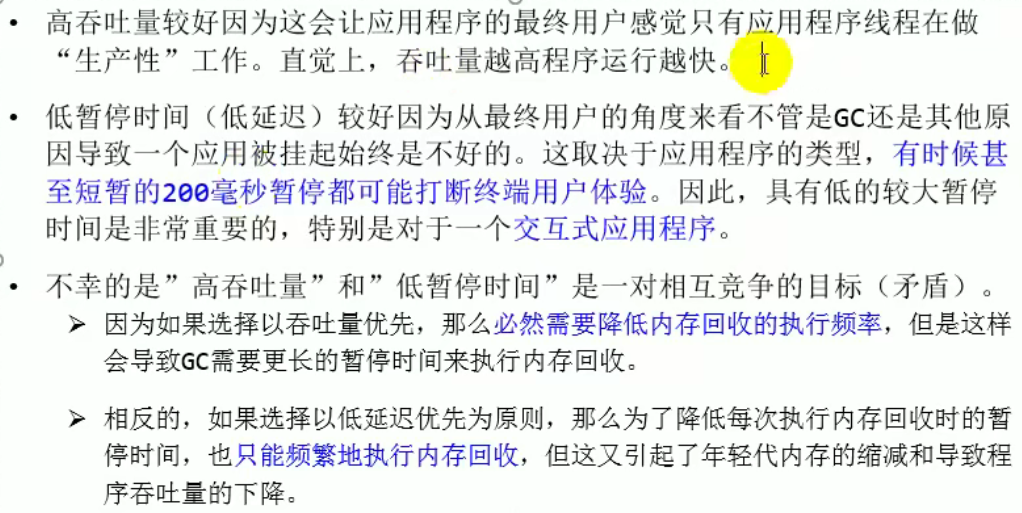 • 高吞吐量较好因为这会让应用程序的最终用户感觉只有应用程序线程在做
“生产性”工作。直觉上，吞吐量越高程序运行越快。
• 低暂停时间（低延迟）较好因为从最终用户的角度来看不管是GC还是其他原
因导致一个应用被挂起始终是不好的。这取决于应用程序的类型，有时候甚
至短暂的200毫秒暂停都可能打断终端用户体验。因此，具有低的较大暂停
时间是非常重要的，特别是对于一个交互式应用程序。
• 不幸的是”高吞吐量”和”低暂停时间”是一对相互竞争的目标（矛盾）。
➢ 因为如果选择以吞吐量优先，那么必然需要降低内存回收的执行频率，但是这样
会导致GC需要更长的暂停时间来执行内存回收。
➢ 相反的，如果选择以低延迟优先为原则，那么为了降低每次执行内存回收时的暂
停时间，也只能频繁地执行内存回收，但这又引起了年轻代内存的缩减和导致程
序吞吐量的下降。